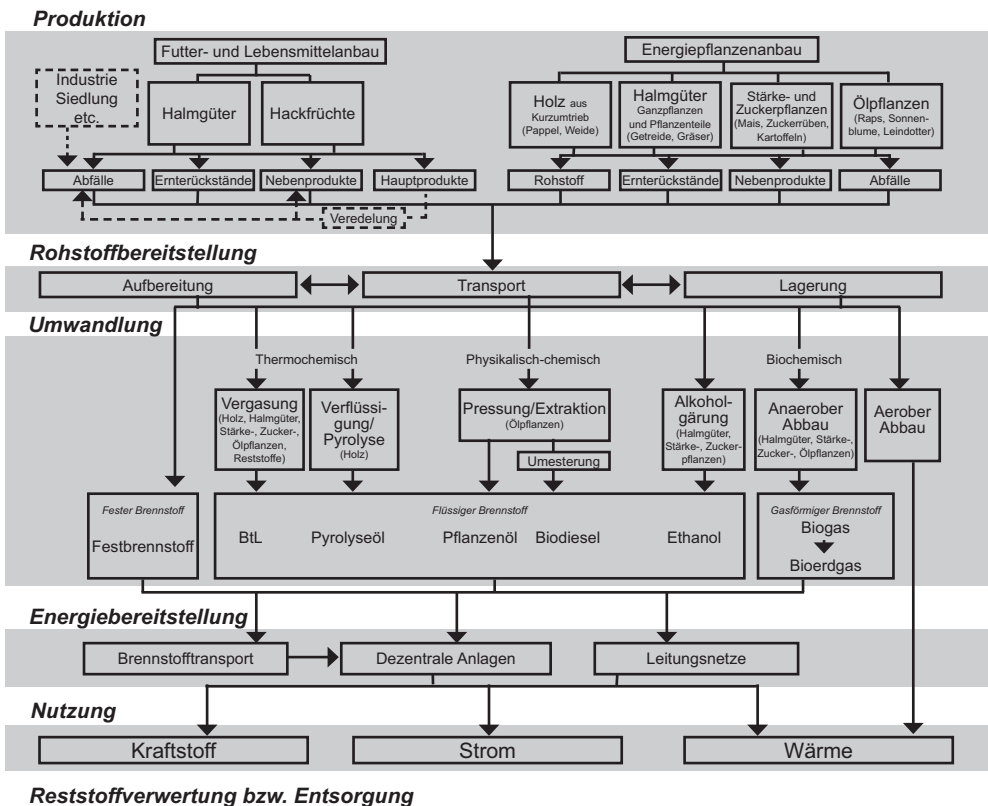 Produktion
Futter- und Lebensmittelanbau
Energiepflanzenanbau
Industrie
Siedlung
etc.
Halmgüter
Hackfrüchte
Holz aus
Kurzumtrieb
(Pappel, Weide)
Halmgüter
Ganzpflanzen
und Pflanzenteile
(Getreide, Gräser)
Stärke- und
Zuckerpflanzen
(Mais, Zuckerrüben,
Kartoffeln)
Ölpflanzen
(Raps, Sonnen-
blume, Leindotter)
Abfälle
Ernterückstände
Nebenprodukte
Hauptprodukte
Rohstoff
Ernterückstände
Nebenprodukte
Abfälle
Veredelung
Rohstoffbereitstellung
Aufbereitung
Transport
Lagerung
Umwandlung
Thermochemisch
Physikalisch-chemisch
Biochemisch
Vergasung
(Holz, Halmgüter,
Stärke-, Zucker-,
Ölpflanzen,
Reststoffe)
Verflüssi-
gung/
Pyrolyse
(Holz)
Pressung/Extraktion
(Ölpflanzen)
Umesterung
Alkohol-
gärung
(Halmgüter,
Stärke-, Zucker-
pflanzen)
Anaerober
Abbau
(Halmgüter, Stärke-,
Zucker-, Ölpflanzen)
Aerober
Abbau
Fester Brennstoff
Festbrennstoff
Flüssiger Brennstoff
BtL
Pyrolyseöl
Pflanzenöl
Biodiesel
Ethanol
Gasförmiger Brennstoff
Biogas
Bioerdgas
Energiebereitstellung
Brennstofftransport
Dezentrale Anlagen
Leitungsnetze
Nutzung
Kraftstoff
Strom
Wärme
Reststoffverwertung bzw. Entsorgung